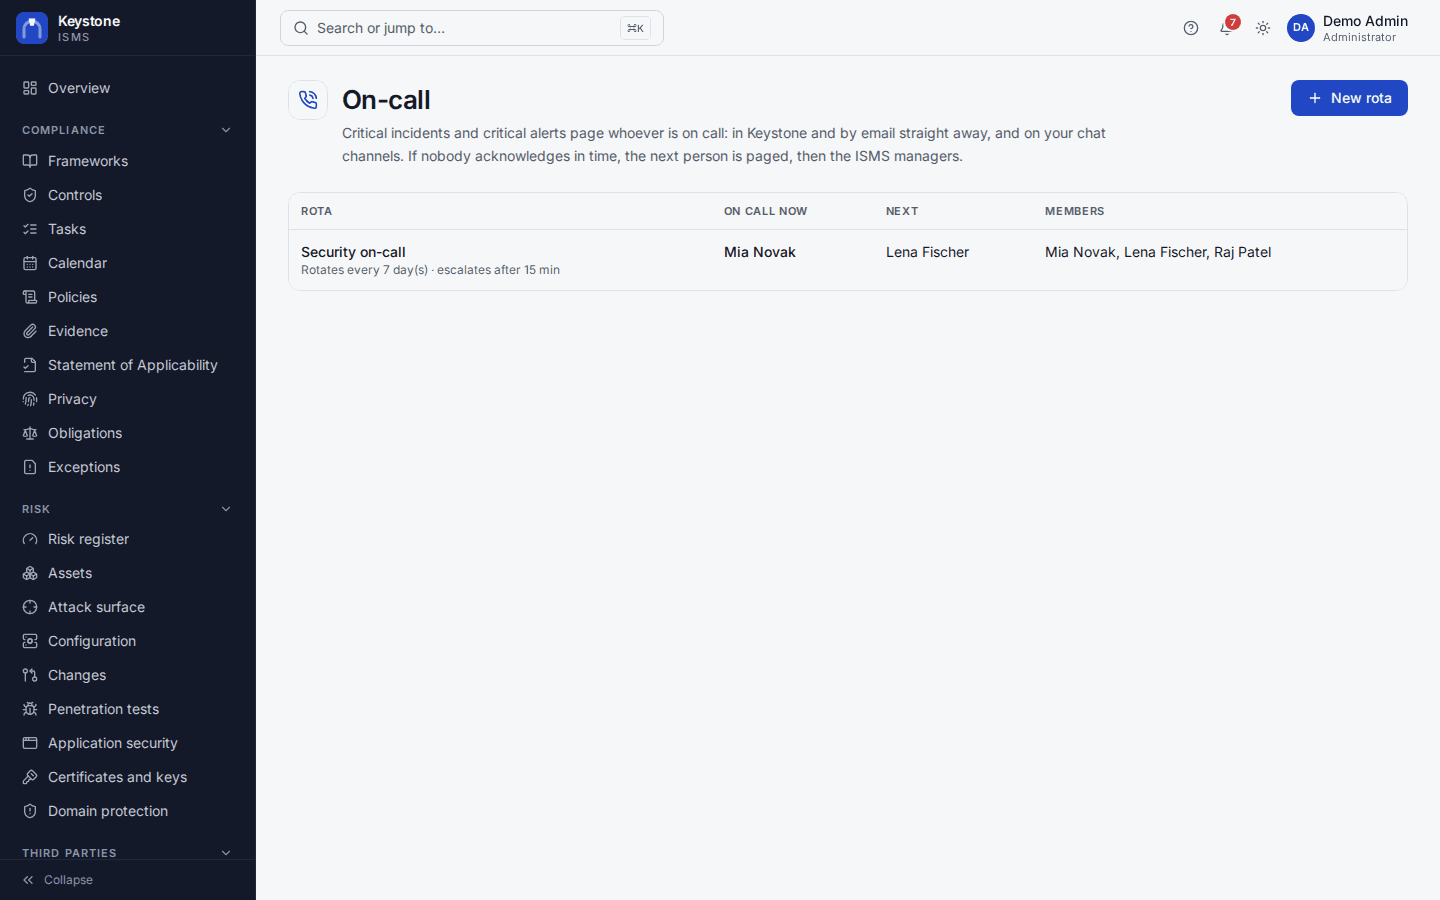 Keystone
ISMS
Search or jump to...
⌘K
7
DA
Demo Admin
Administrator
Overview
COMPLIANCE
Frameworks
Controls
Tasks
Calendar
Policies
Evidence
Statement of Applicability
Privacy
Obligations
Exceptions
RISK
Risk register
Assets
Attack surface
Configuration
Changes
Penetration tests
Application security
Certificates and keys
Domain protection
THIRD PARTIES
Collapse
On-call
New rota
Critical incidents and critical alerts page whoever is on call: in Keystone and by email straight away, and on your chat
channels. If nobody acknowledges in time, the next person is paged, then the ISMS managers.
ROTA ON CALL NOW NEXT MEMBERS
Security on-call Mia Novak Lena Fischer Mia Novak, Lena Fischer, Raj Patel
Rotates every 7 day(s) · escalates after 15 min